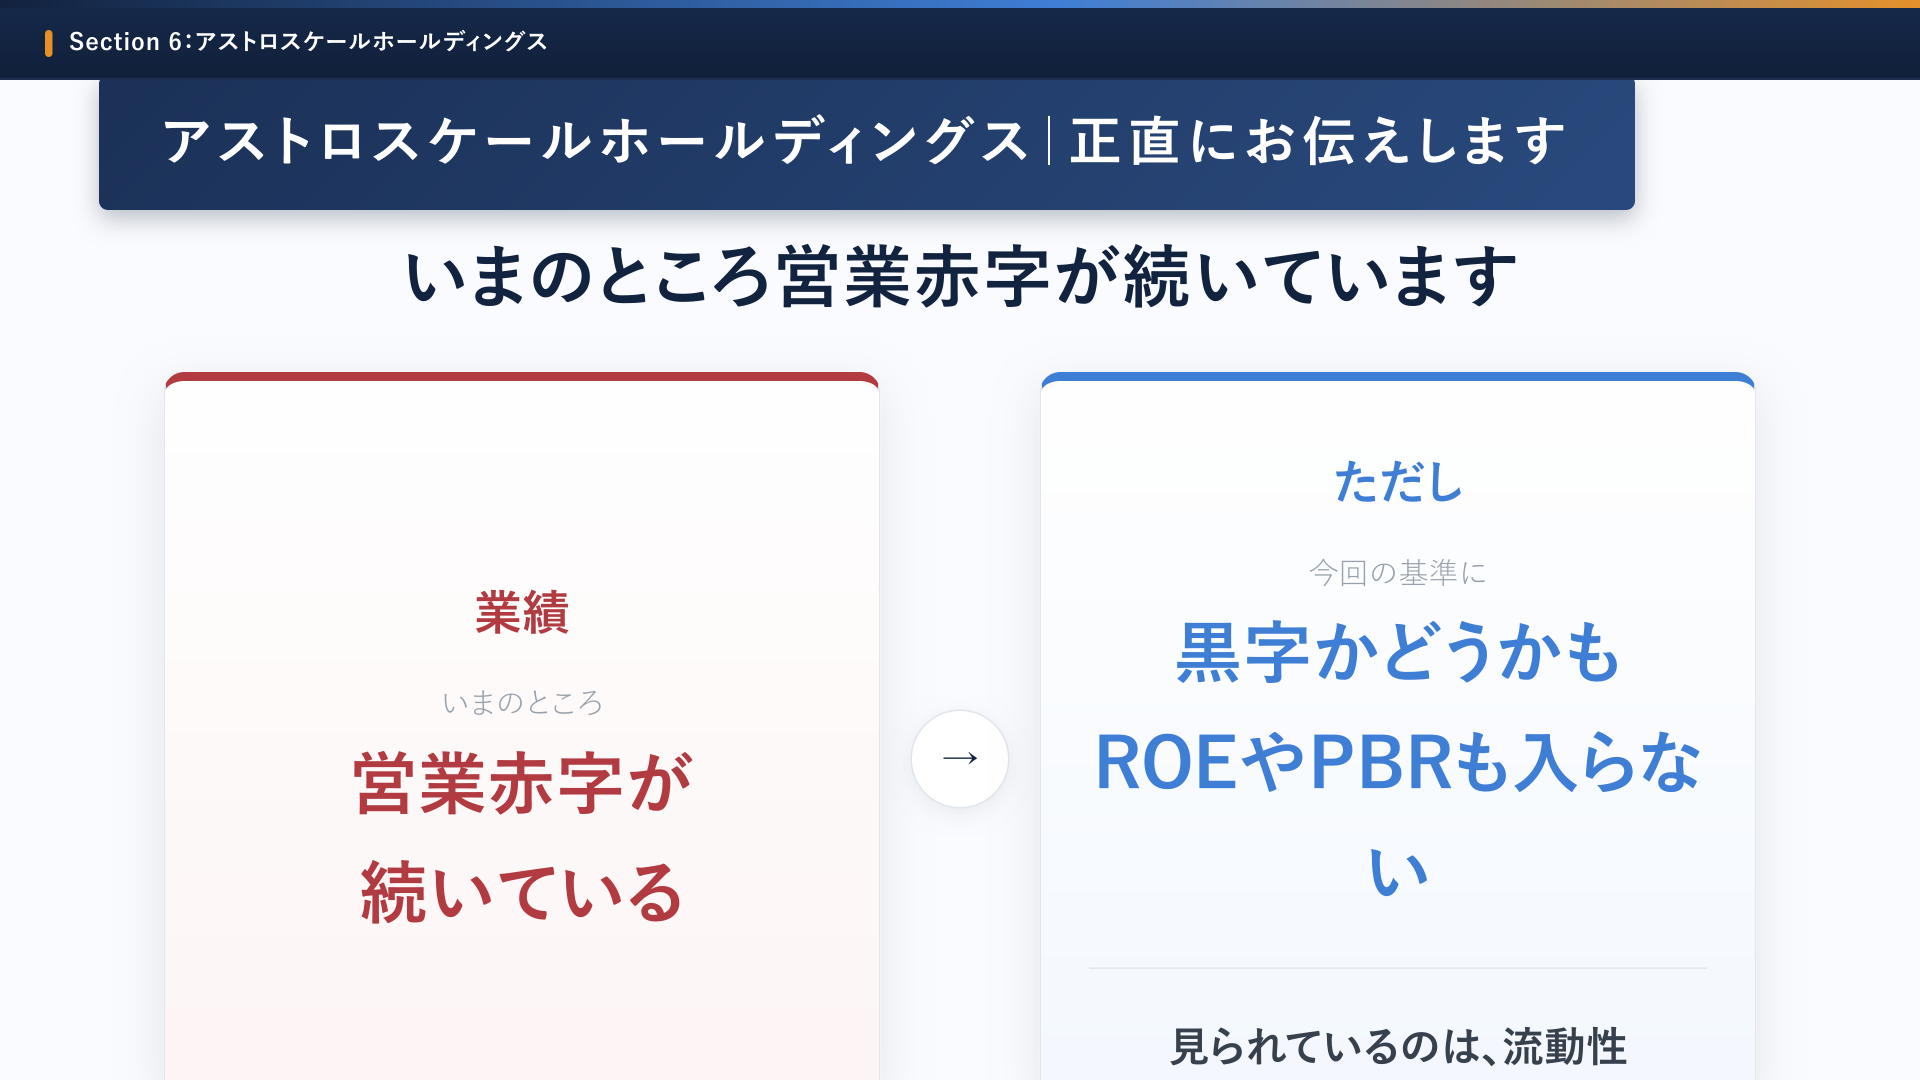 Section 6：アストロスケールホールディングス
アストロスケールホールディングス｜正直にお伝えします
いまのところ営業赤字が続いています
業績
いまのところ
営業赤字が
続いている
→
ただし
今回の基準に
黒字かどうかも
ROEやPBRも入らな
い
見られているのは、流動性